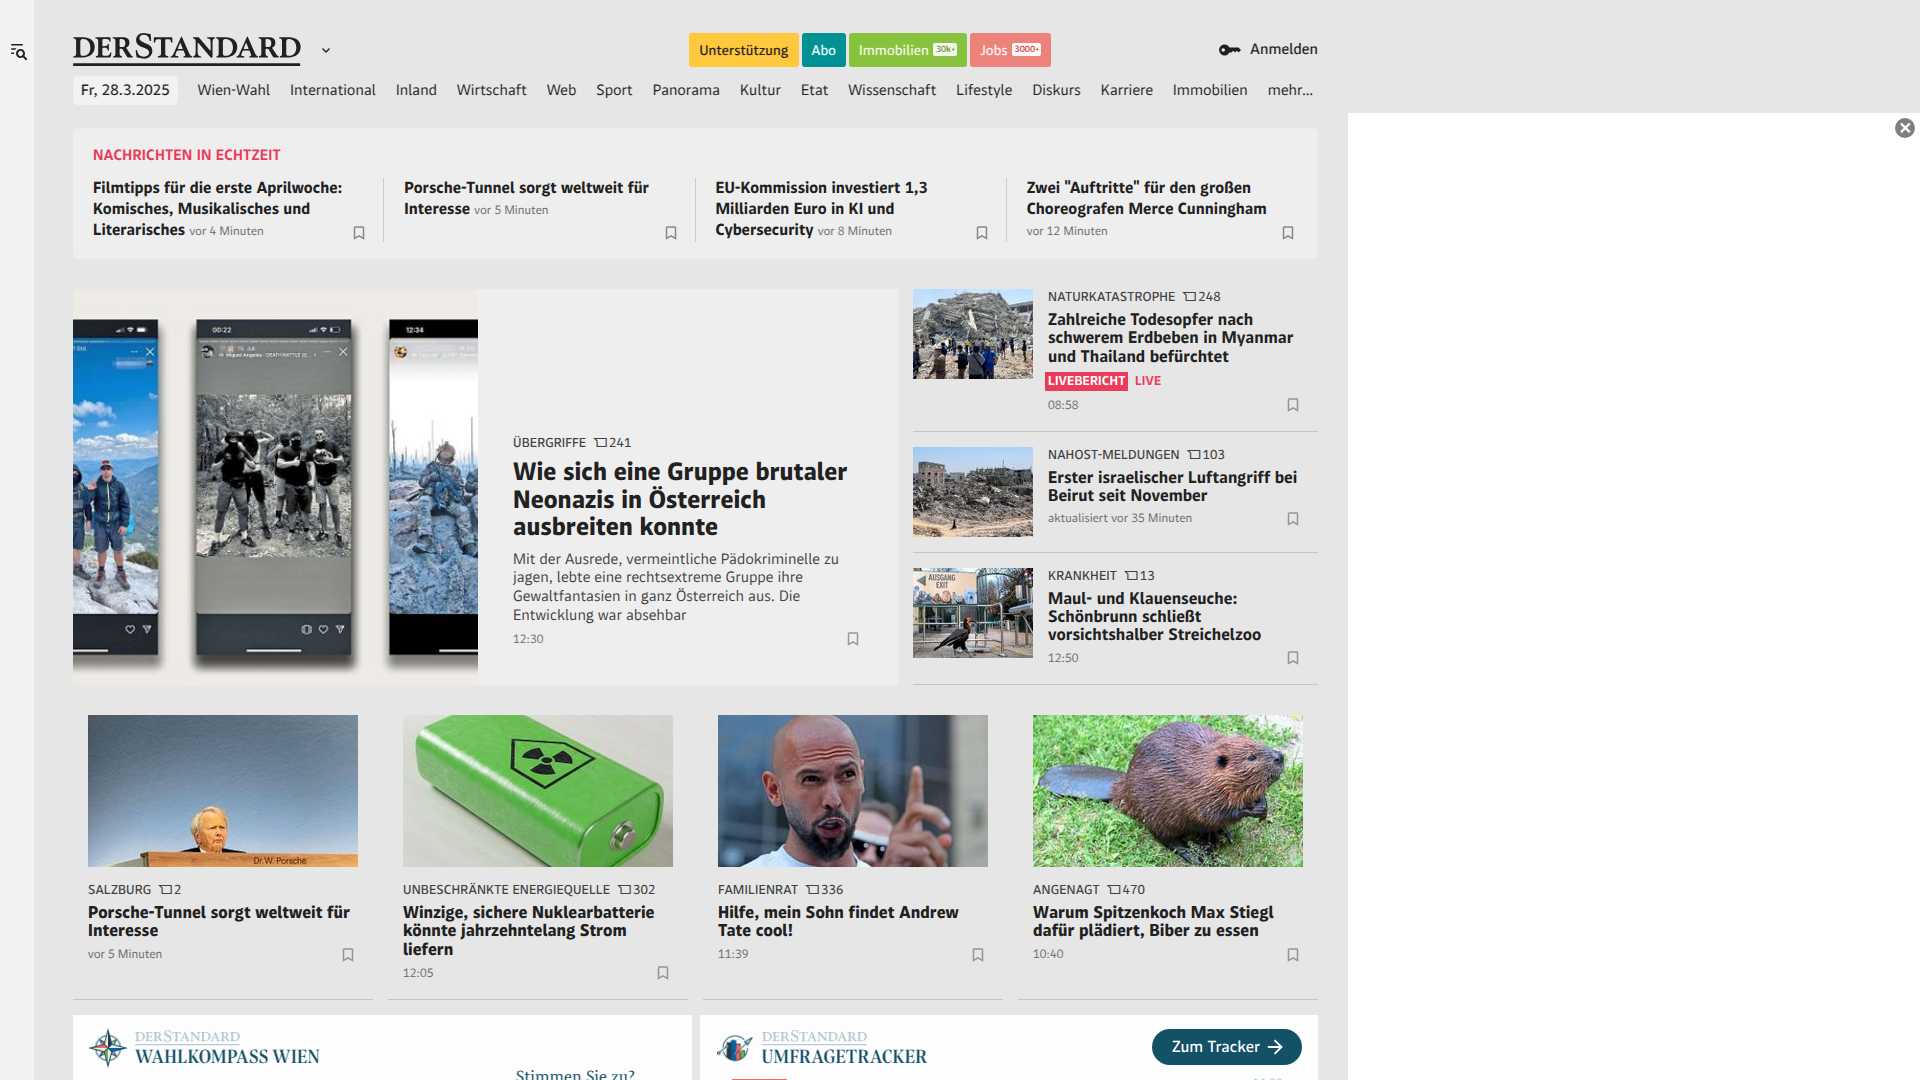 DERSTANDARD
Unterstützung
Abo
Immobilien 30k+
Jobs 3000+
Anmelden
Fr, 28.3.2025
Wien-Wahl
International
Inland
Wirtschaft
Web
Sport
Panorama
Kultur
Etat
Wissenschaft
Lifestyle
Diskurs
Karriere
Immobilien
mehr...
NACHRICHTEN IN ECHTZEIT
Filmtipps für die erste Aprilwoche:
Komisches, Musikalisches und
Literarisches vor 4 Minuten
Porsche-Tunnel sorgt weltweit für
Interesse vor 5 Minuten
EU-Kommission investiert 1,3
Milliarden Euro in KI und
Cybersecurity vor 8 Minuten
Zwei "Auftritte" für den großen
Choreografen Merce Cunningham
vor 12 Minuten
00:22
12:34
ÜBERGRIFFE 241
Wie sich eine Gruppe brutaler
Neonazis in Österreich
ausbreiten konnte
Mit der Ausrede, vermeintliche Pädokriminelle zu
jagen, lebte eine rechtsextreme Gruppe ihre
Gewaltfantasien in ganz Österreich aus. Die
Entwicklung war absehbar
12:30
NATURKATASTROPHE 248
Zahlreiche Todesopfer nach
schwerem Erdbeben in Myanmar
und Thailand befürchtet
LIVEBERICHT LIVE
08:58
NAHOST-MELDUNGEN 103
Erster israelischer Luftangriff bei
Beirut seit November
aktualisiert vor 35 Minuten
AUSGANG
EXIT
KRANKHEIT 13
Maul- und Klauenseuche:
Schönbrunn schließt
vorsichtshalber Streichelzoo
12:50
Dr. W. Porsche
SALZBURG 2
Porsche-Tunnel sorgt weltweit für
Interesse
vor 5 Minuten
UNBESCHRÄNKTE ENERGIEQUELLE 302
Winzige, sichere Nuklearbatterie
könnte jahrzehntelang Strom
liefern
12:05
FAMILIENRAT 336
Hilfe, mein Sohn findet Andrew
Tate cool!
11:39
ANGENAGT 470
Warum Spitzenkoch Max Stiegl
dafür plädiert, Biber zu essen
10:40
DERSTANDARD
WAHLKOMPASS WIEN
Stimmen Sie zu?
DERSTANDARD
UMFRAGETRACKER
Zum Tracker